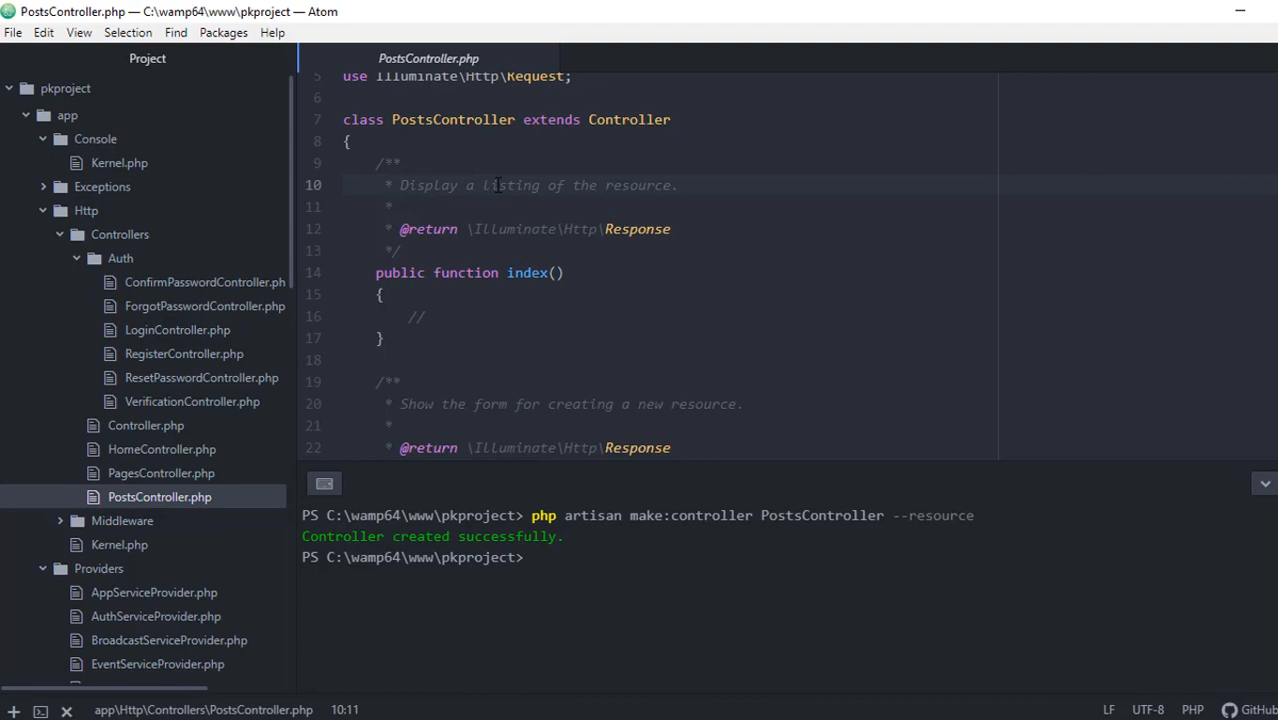 PostsController.php — C:\wamp64\www\pkproject — Atom
File Edit View Selection Find Packages Help
Project
pkproject
app
Console
Kernel.php
Exceptions
Http
Controllers
Auth
ConfirmPasswordController.ph
ForgotPasswordController.php
LoginController.php
RegisterController.php
ResetPasswordController.php
VerificationController.php
Controller.php
HomeController.php
PagesController.php
PostsController.php
Middleware
Kernel.php
Providers
AppServiceProvider.php
AuthServiceProvider.php
BroadcastServiceProvider.php
EventServiceProvider.php
PostsController.php
5 use Illuminate\Http\Request;
6
7 class PostsController extends Controller
8 {
9 /**
10 * Display a listing of the resource.
11 *
12 * @return \Illuminate\Http\Response
13 */
14 public function index()
15 {
16 //
17 }
18
19 /**
20 * Show the form for creating a new resource.
21 *
22 * @return \Illuminate\Http\Response
PS C:\wamp64\www\pkproject> php artisan make:controller PostsController --resource
Controller created successfully.
PS C:\wamp64\www\pkproject>
app\Http\Controllers\PostsController.php 10:11 LF UTF-8 PHP GitHub